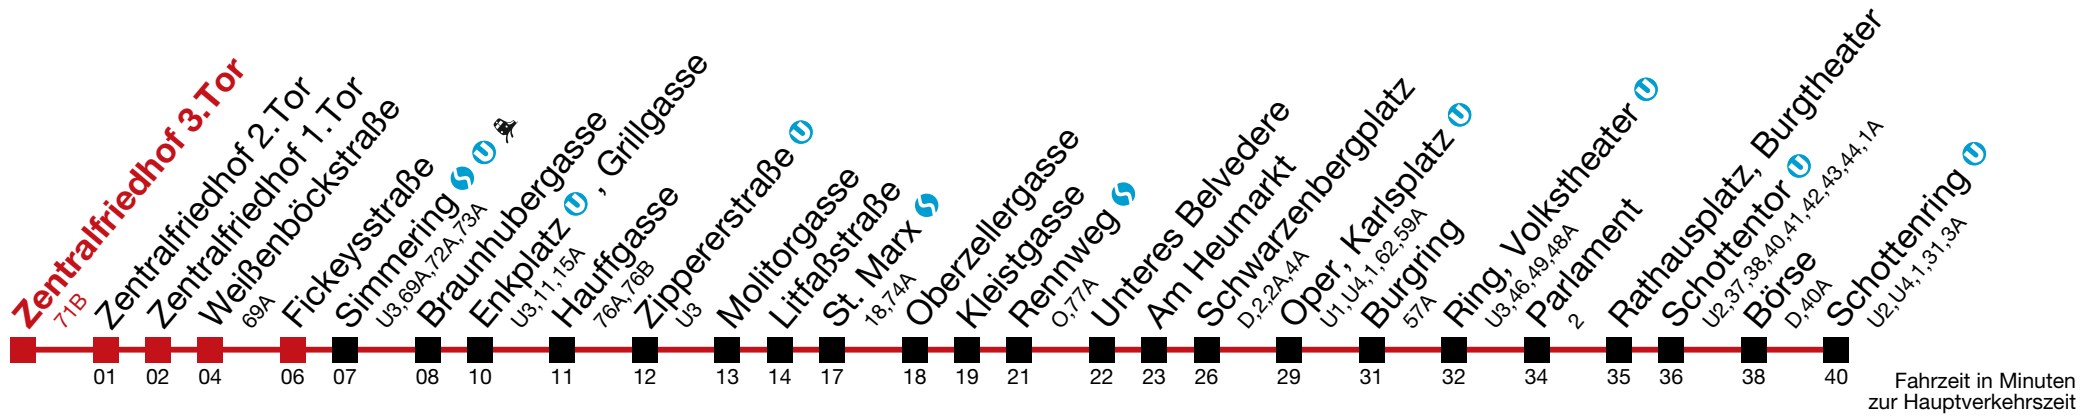 Zentralfriedhof 3.Tor
71B
Zentralfriedhof 2.Tor
01
Zentralfriedhof 1.Tor
02
Weißenböckstraße
69A
04
Fickeysstraße
06
Simmering
U3,69A,72A,73A
07
Braunhubergasse
08
Enkplatz , Grillgasse
U3,11,15A
10
Hauffgasse
76A,76B
11
Zippererstraße
U3
12
Molitorgasse
13
Litfaßstraße
14
St. Marx
18,74A
17
Oberzellergasse
18
Kleistgasse
19
Rennweg
O,77A
21
Unteres Belvedere
22
Am Heumarkt
23
Schwarzenbergplatz
D,2,2A,4A
26
Oper, Karlsplatz
U1,U4,1,62,59A
29
Burgring
57A
31
Ring, Volkstheater
U3,46,49,48A
32
Parlament
2
34
Rathausplatz, Burgtheater
35
Schottentor
U2,37,38,40,41,42,43,44,1A
36
Börse
D,40A
38
Schottenring
U2,U4,1,31,3A
40
Fahrzeit in Minuten
zur Hauptverkehrszeit